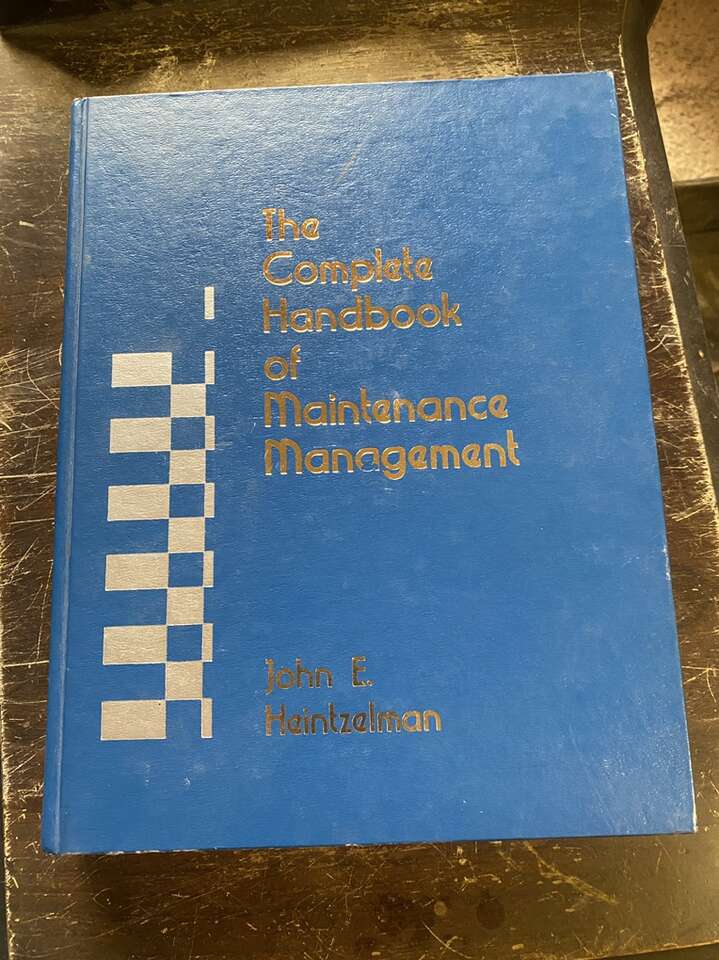 The
Complete
Handbook
of
Maintenance
Management
John E.
Heintzelman